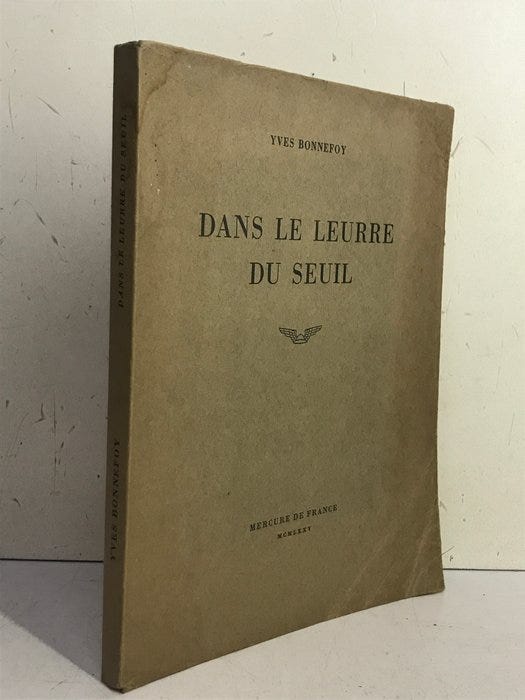 YVES BONNEFOY
DANS LE LEURRE
DU SEUIL
MERCURE DE FRANCE
MCMLXXV
DANS LE LEURRE DU SEUIL
YVES BONNEFOY